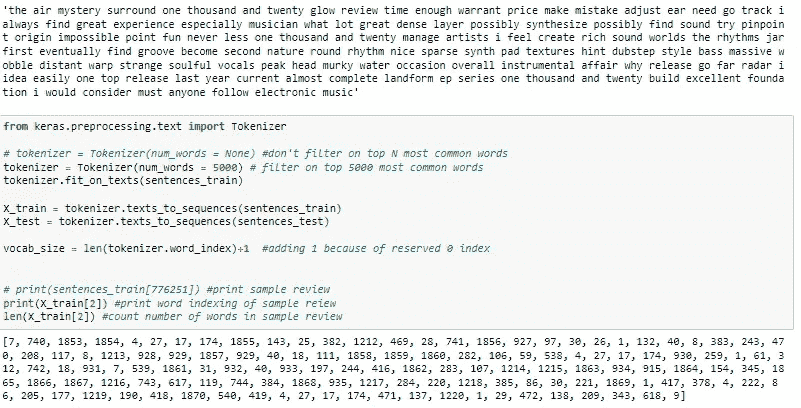 'the air mystery surround one thousand and twenty glow review time enough warrant price make mistake adjust ear need go track i
always find great experience especially musician what lot great dense layer possibly synthesize possibly find sound try pinpoin
t origin impossible point fun never less one thousand and twenty manage artists i feel create rich sound worlds the rhythms jar
first eventually find groove become second nature round rhythm nice sparse synth pad textures hint dubstep style bass massive w
obble distant warp strange soulful vocals peak head murky water occasion overall instrumental affair why release go far radar i
idea easily one top release last year current almost complete landform ep series one thousand and twenty build excellent founda
tion i would consider must anyone follow electronic music'
from keras.preprocessing.text import Tokenizer
# tokenizer = Tokenizer(num_words = None) #don't filter on top N most common words
tokenizer = Tokenizer(num_words = 5000) # filter on top 5000 most common words
tokenizer.fit_on_texts(sentences_train)
X_train = tokenizer.texts_to_sequences(sentences_train)
X_test = tokenizer.texts_to_sequences(sentences_test)
vocab_size = len(tokenizer.word_index)+1  #adding 1 because of reserved 0 index
# print(sentences_train[776251]) #print sample review
print(X_train[2]) #print word indexing of sample reiew
len(X_train[2]) #count number of words in sample review
[7, 740, 1853, 1854, 4, 27, 17, 174, 1855, 143, 25, 382, 1212, 469, 28, 741, 1856, 927, 97, 30, 26, 1, 132, 40, 8, 383, 243, 47
0, 208, 117, 8, 1213, 928, 929, 1857, 929, 40, 18, 111, 1858, 1859, 1860, 282, 106, 59, 538, 4, 27, 17, 174, 930, 259, 1, 61, 3
12, 742, 18, 931, 7, 539, 1861, 31, 932, 40, 933, 197, 244, 416, 1862, 283, 107, 1214, 1215, 1863, 934, 915, 1864, 154, 345, 18
65, 1866, 1867, 1216, 743, 617, 119, 744, 384, 1868, 935, 1217, 284, 220, 1218, 385, 86, 30, 221, 1869, 1, 417, 378, 4, 222, 8
6, 205, 177, 1219, 190, 418, 1870, 540, 419, 4, 27, 17, 174, 471, 137, 1220, 1, 29, 472, 138, 209, 343, 618, 9]